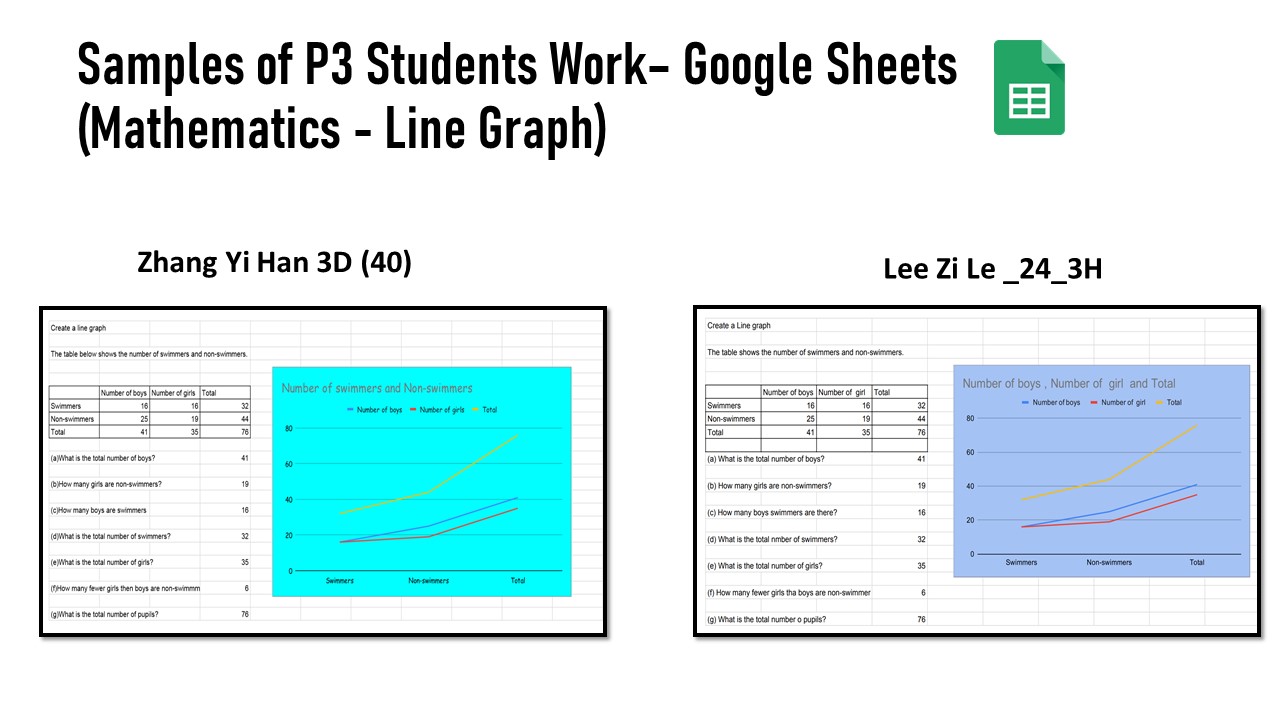 Samples of P3 Students Work– Google Sheets
(Mathematics - Line Graph)
Zhang Yi Han 3D (40)
Create a line graph
The table below shows the number of swimmers and non-swimmers.
Number of boys Number of girls Total
Swimmers 16 16 32
Non-swimmers 25 19 44
Total 41 35 76
(a)What is the total number of boys? 41
(b)How many girls are non-swimmers? 19
(c)How many boys are swimmers 16
(d)What is the total number of swimmers? 32
(e)What is the total number of girls? 35
(f)How many fewer girls then boys are non-swimmm 6
(g)What is the total number of pupils? 76
Number of swimmers and Non-swimmers
Number of boys Number of girls Total
80
60
40
20
0
Swimmers Non-swimmers Total
Lee Zi Le _24_3H
Create a Line graph
The table shows the number of swimmers and non-swimmers.
Number of boys Number of girl Total
Swimmers 16 16 32
Non-swimmers 25 19 44
Total 41 35 76
(a) What is the total number of boys? 41
(b) How many girls are non-swimmers? 19
(c) How many boys swimmers are there? 16
(d) What is the total nmber of swimmers? 32
(e) What is the total number of girls? 35
(f) How many fewer girls tha boys are non-swimmer 6
(g) What is the total number o pupils? 76
Number of boys , Number of girl and Total
Number of boys Number of girl Total
80
60
40
20
0
Swimmers Non-swimmers Total